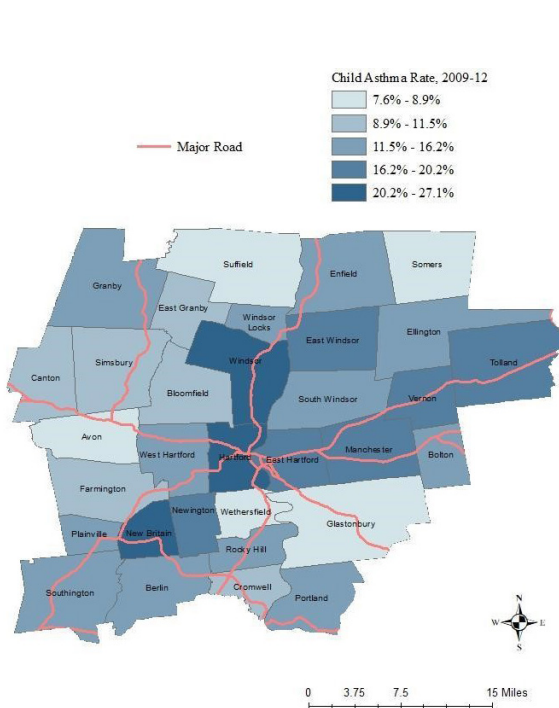 Child Asthma Rate, 2009-12
7.6% - 8.9%
8.9% - 11.5%
11.5% - 16.2%
16.2% - 20.2%
20.2% - 27.1%
Major Road
Suffield
Somers
Enfield
Granby
East Granby
Windsor
Locks
East Windsor
Ellington
Tolland
Windsor
Simsbury
Canton
Bloomfield
South Windsor
Vernon
Avon
West Hartford
Hartford
East Hartford
Manchester
Bolton
Farmington
Newington
Wethersfield
Glastonbury
Plainville
New Britain
Rocky Hill
Southington
Berlin
Cromwell
Portland
N
W
E
S
0 3.75 7.5 15 Miles